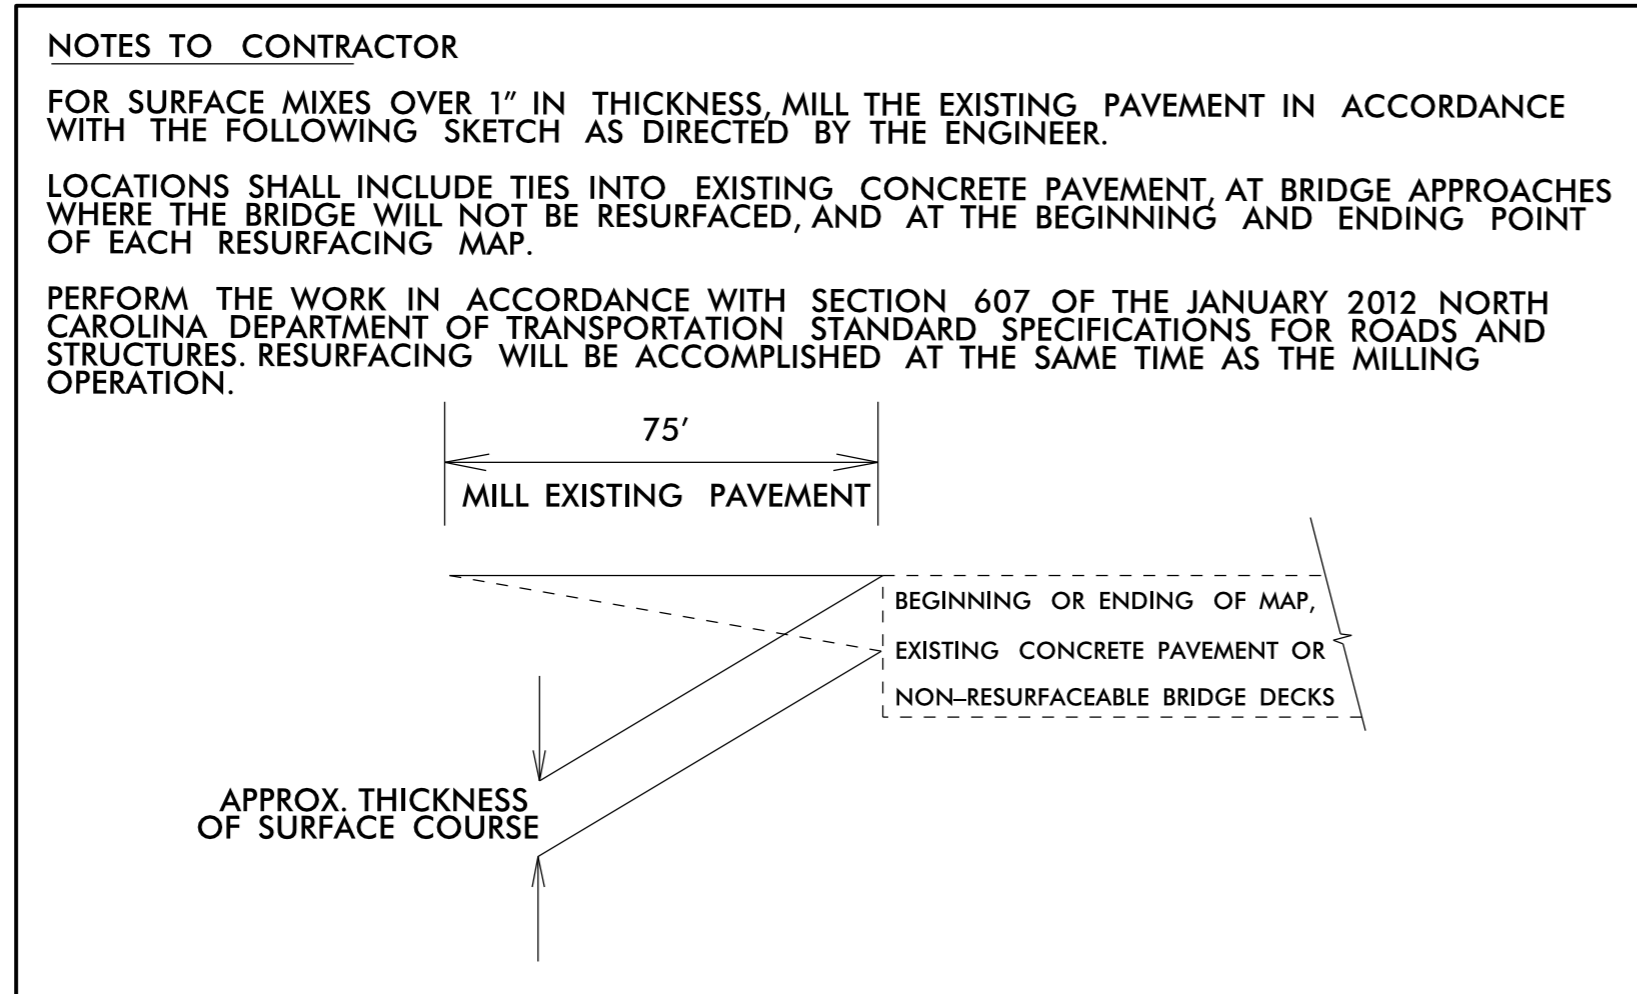 NOTES TO CONTRACTOR
FOR SURFACE MIXES OVER 1" IN THICKNESS, MILL THE EXISTING PAVEMENT IN ACCORDANCE
WITH THE FOLLOWING SKETCH AS DIRECTED BY THE ENGINEER.
LOCATIONS SHALL INCLUDE TIES INTO EXISTING CONCRETE PAVEMENT, AT BRIDGE APPROACHES
WHERE THE BRIDGE WILL NOT BE RESURFACED, AND AT THE BEGINNING AND ENDING POINT
OF EACH RESURFACING MAP.
PERFORM THE WORK IN ACCORDANCE WITH SECTION 607 OF THE JANUARY 2012 NORTH
CAROLINA DEPARTMENT OF TRANSPORTATION STANDARD SPECIFICATIONS FOR ROADS AND
STRUCTURES. RESURFACING WILL BE ACCOMPLISHED AT THE SAME TIME AS THE MILLING
OPERATION.
75'
MILL EXISTING PAVEMENT
BEGINNING OR ENDING OF MAP,
EXISTING CONCRETE PAVEMENT OR
NON–RESURFACEABLE BRIDGE DECKS
APPROX. THICKNESS
OF SURFACE COURSE